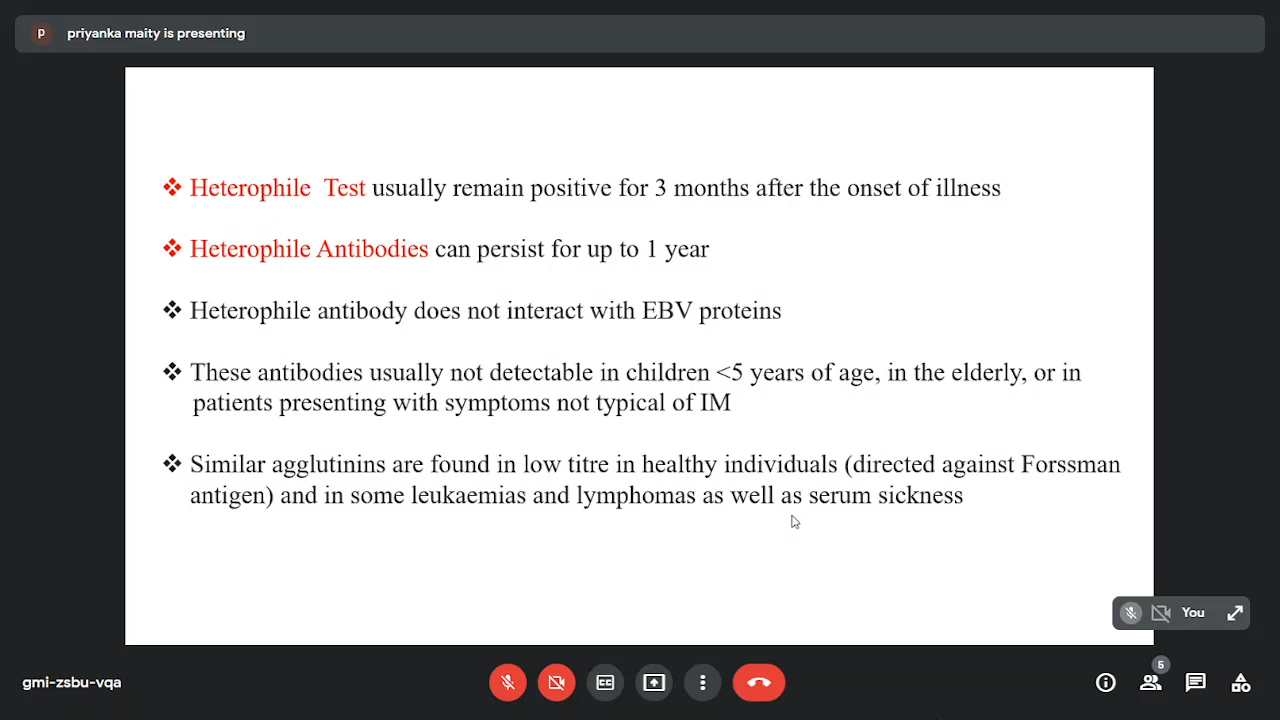 P
priyanka maity is presenting
❖ Heterophile Test usually remain positive for 3 months after the onset of illness
❖ Heterophile Antibodies can persist for up to 1 year
❖ Heterophile antibody does not interact with EBV proteins
❖ These antibodies usually not detectable in children <5 years of age, in the elderly, or in
patients presenting with symptoms not typical of IM
❖ Similar agglutinins are found in low titre in healthy individuals (directed against Forssman
antigen) and in some leukaemias and lymphomas as well as serum sickness
You
gmi-zsbu-vqa
CC
5